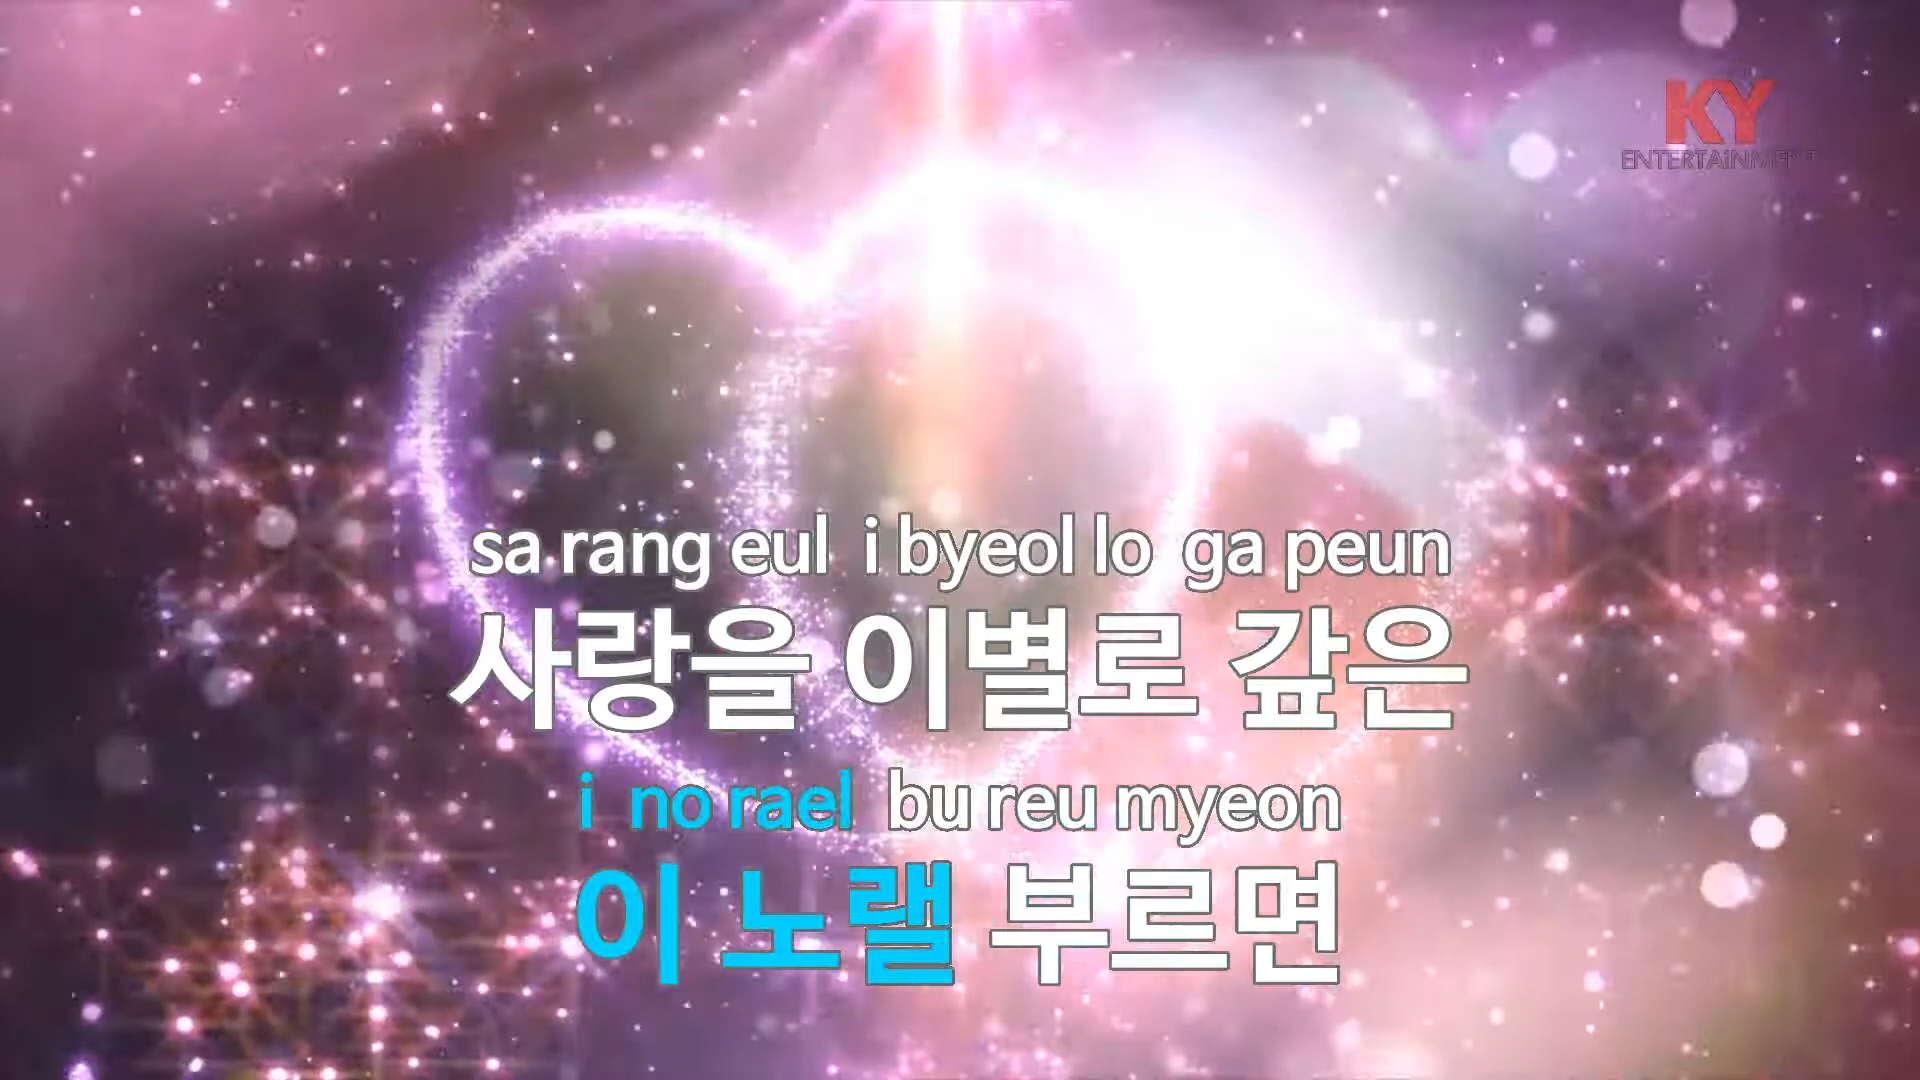 KY
ENTERTAiNMENT
sa rang eul i byeol lo ga peun
사랑을 이별로 갚은
i no rael bu reu myeon
이 노랠 부르면